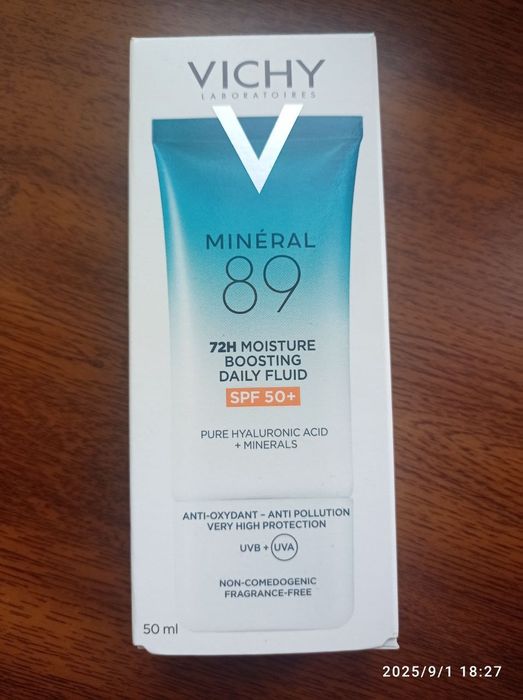 VICHY
LABORATOIRES
MINÉRAL
89
72H MOISTURE
BOOSTING
DAILY FLUID
SPF 50+
PURE HYALURONIC ACID
+ MINERALS
ANTI-OXYDANT – ANTI POLLUTION
VERY HIGH PROTECTION
UVB + UVA
NON-COMEDOGENIC
FRAGRANCE-FREE
50 ml
2025/9/1 18:27